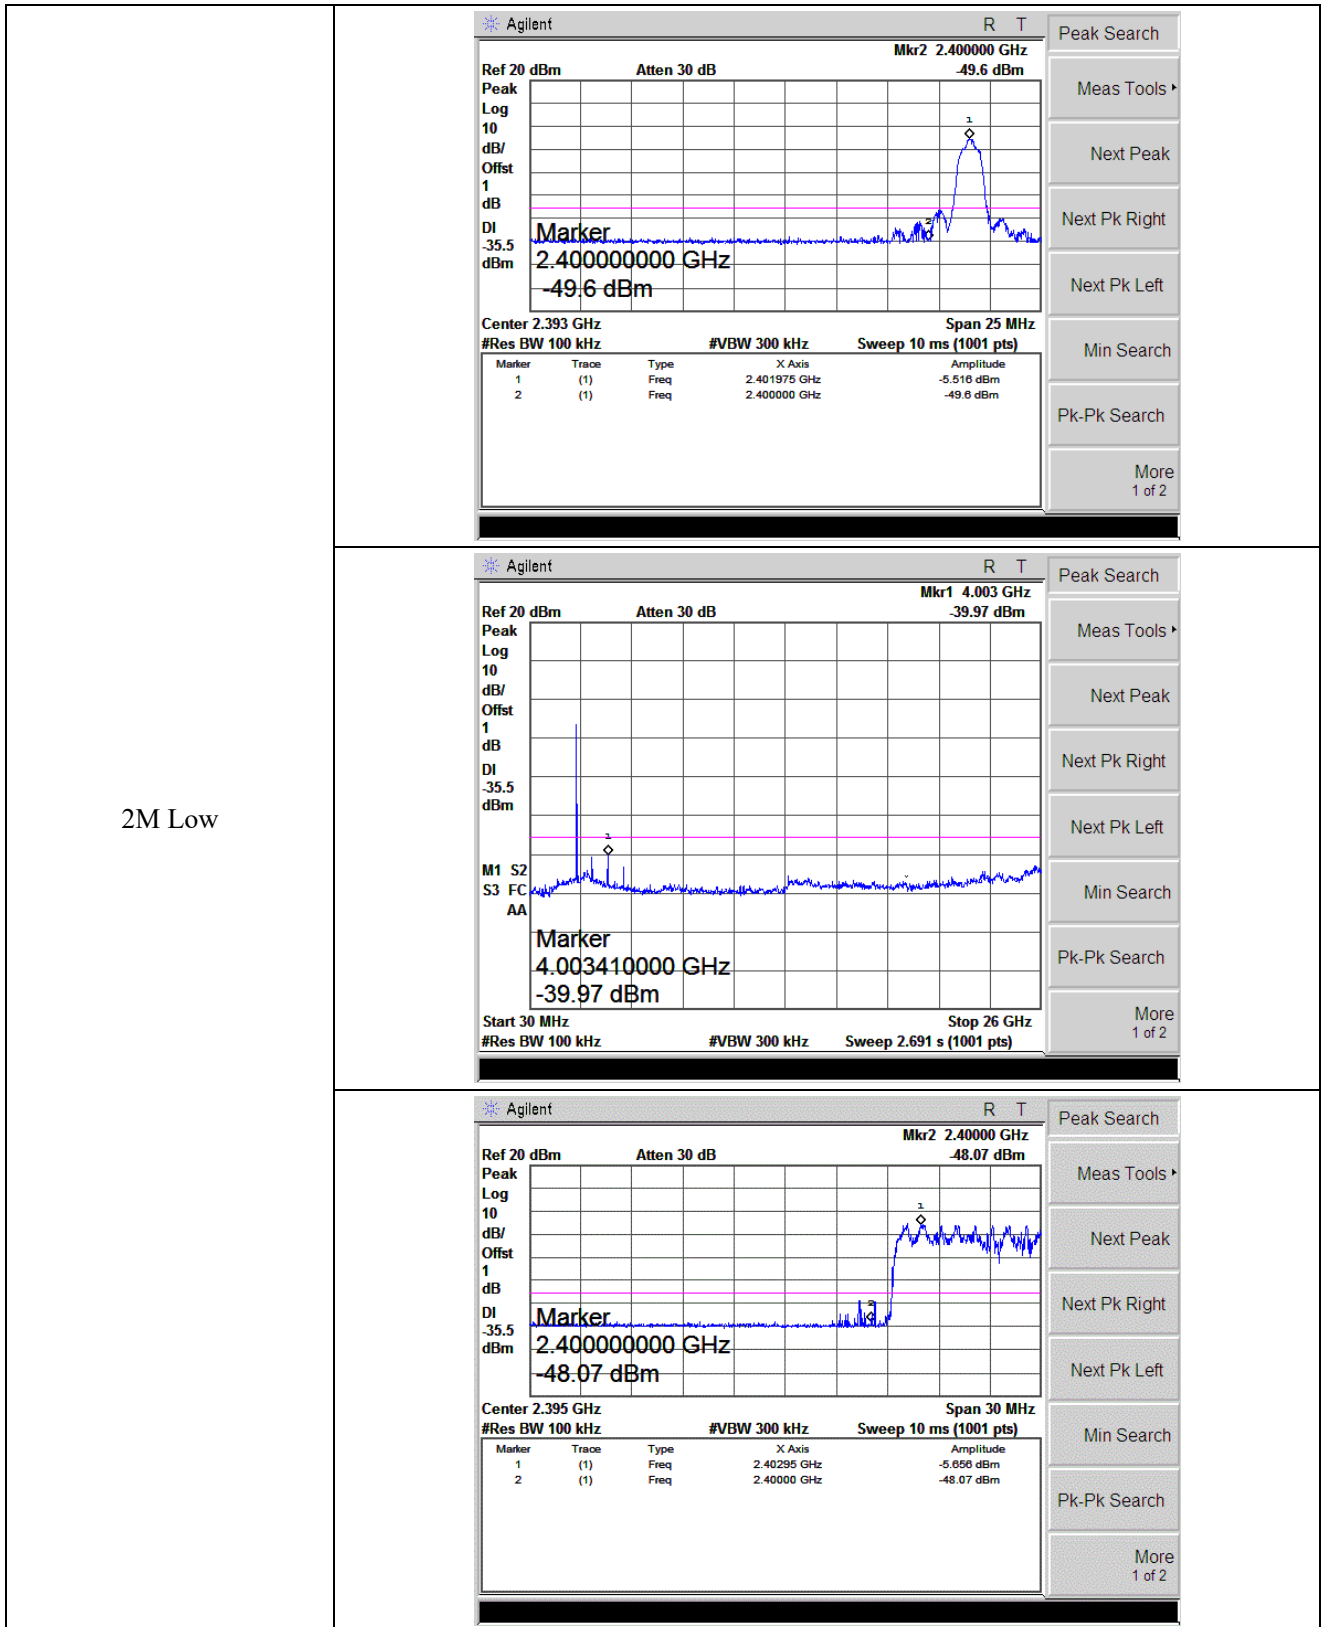 2M Low
Agilent R T
Mkr2 2.400000 GHz
Ref 20 dBm Atten 30 dB -49.6 dBm
Peak
Log
10
dB/
Offst
1
dB
DI
-35.5
dBm
1
2
Marker
2.400000000 GHz
-49.6 dBm
Center 2.393 GHz Span 25 MHz
#Res BW 100 kHz #VBW 300 kHz Sweep 10 ms (1001 pts)
Marker Trace Type X Axis Amplitude
1 (1) Freq 2.401975 GHz -5.516 dBm
2 (1) Freq 2.400000 GHz -49.6 dBm
Peak Search
Meas Tools
Next Peak
Next Pk Right
Next Pk Left
Min Search
Pk-Pk Search
More
1 of 2
Agilent R T
Mkr1 4.003 GHz
Ref 20 dBm Atten 30 dB -39.97 dBm
Peak
Log
10
dB/
Offst
1
dB
DI
-35.5
dBm
M1 S2
S3 FC
AA
1
Marker
4.003410000 GHz
-39.97 dBm
Start 30 MHz Stop 26 GHz
#Res BW 100 kHz #VBW 300 kHz Sweep 2.691 s (1001 pts)
Peak Search
Meas Tools
Next Peak
Next Pk Right
Next Pk Left
Min Search
Pk-Pk Search
More
1 of 2
Agilent R T
Mkr2 2.40000 GHz
Ref 20 dBm Atten 30 dB -48.07 dBm
Peak
Log
10
dB/
Offst
1
dB
DI
-35.5
dBm
1
2
Marker
2.400000000 GHz
-48.07 dBm
Center 2.395 GHz Span 30 MHz
#Res BW 100 kHz #VBW 300 kHz Sweep 10 ms (1001 pts)
Marker Trace Type X Axis Amplitude
1 (1) Freq 2.40295 GHz -5.656 dBm
2 (1) Freq 2.40000 GHz -48.07 dBm
Peak Search
Meas Tools
Next Peak
Next Pk Right
Next Pk Left
Min Search
Pk-Pk Search
More
1 of 2